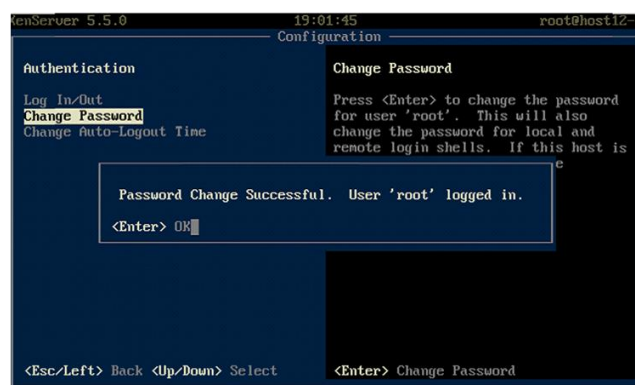 XenServer 5.5.0 19:01:45 root@host12-
Configuration
Authentication
Log In/Out
Change Password
Change Auto-Logout Time
Change Password
Press <Enter> to change the password
for user 'root'. This will also
change the password for local and
remote login shells. If this host is
e
Password Change Successful. User 'root' logged in.
<Enter> OK
<Esc/Left> Back <Up/Down> Select
<Enter> Change Password